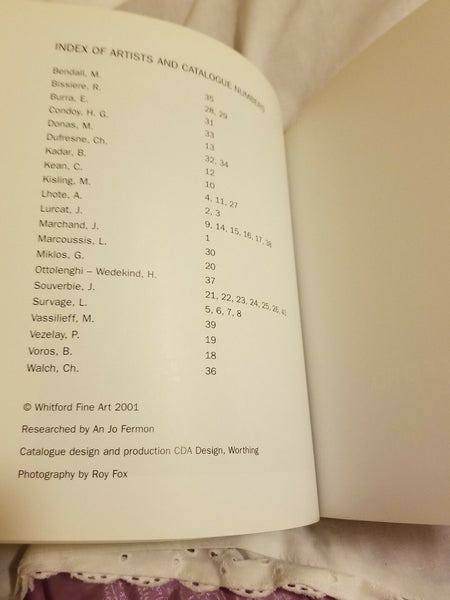 INDEX OF ARTISTS AND CATALOGUE NUMBERS
Bendall, M. 35
Bissiere, R. 28, 29
Burra, E. 31
Condoy, H. G. 33
Donas, M. 13
Dufresne, Ch. 32, 34
Kadar, B. 12
Kean, C. 10
Kisling, M. 4, 11, 27
Lhote, A. 2, 3
Lurcat, J. 9, 14, 15, 16, 17, 38
Marchand, J. 1
Marcoussis, L. 30
Miklos, G. 20
Ottolenghi – Wedekind, H. 37
Souverbie, J. 21, 22, 23, 24, 25, 26, 40
Survage, L. 5, 6, 7, 8
Vassilieff, M. 39
Vezelay, P. 19
Voros, B. 18
Walch, Ch. 36
© Whitford Fine Art 2001
Researched by An Jo Fermon
Catalogue design and production CDA Design, Worthing
Photography by Roy Fox